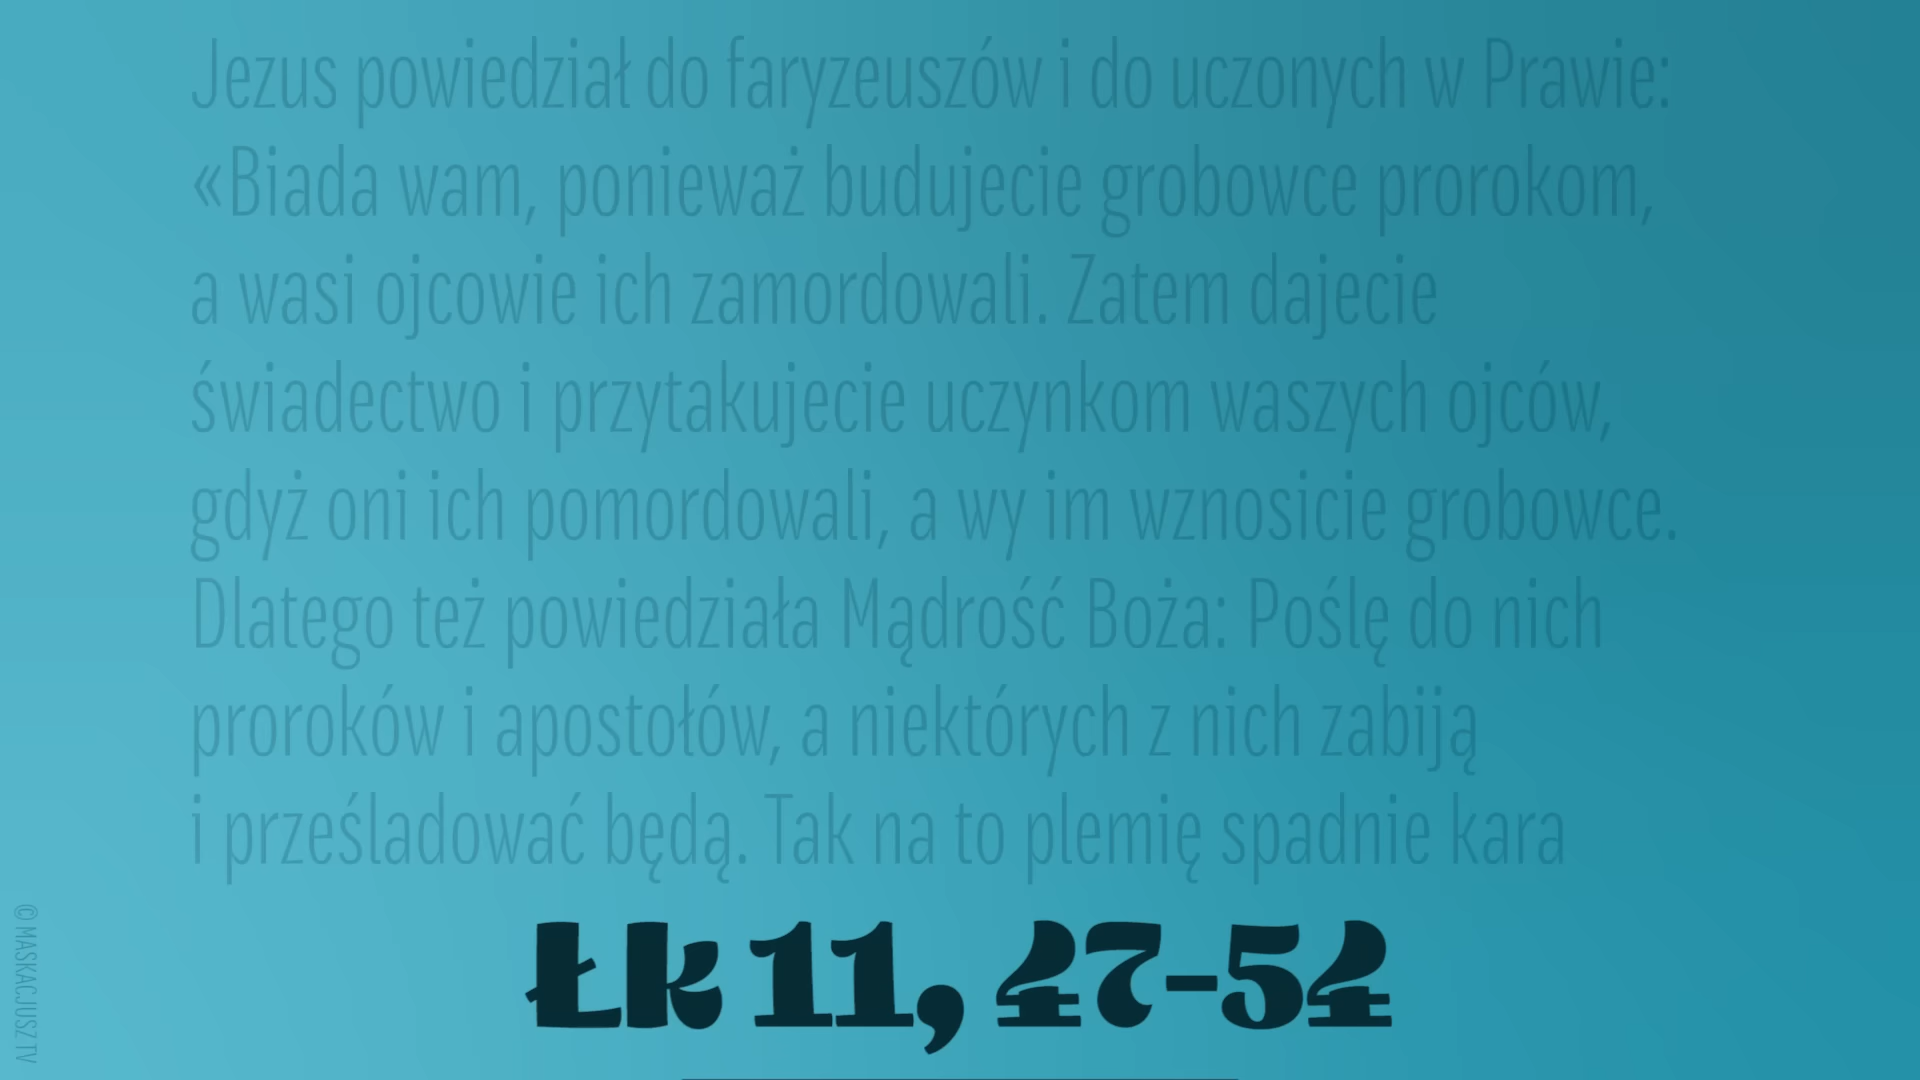 Jezus powiedział do faryzeuszów i do uczonych w Prawie:
«Biada wam, ponieważ budujecie grobowce prorokom,
a wasi ojcowie ich zamordowali. Zatem dajecie
świadectwo i przytakujecie uczynkom waszych ojców,
gdyż oni ich pomordowali, a wy im wznosicie grobowce.
Dlatego też powiedziała Mądrość Boża: Poślę do nich
proroków i apostołów, a niektórych z nich zabiją
i prześladować będą. Tak na to plemię spadnie kara
Łk 11, 47-54
© MASKACJUSZ TV